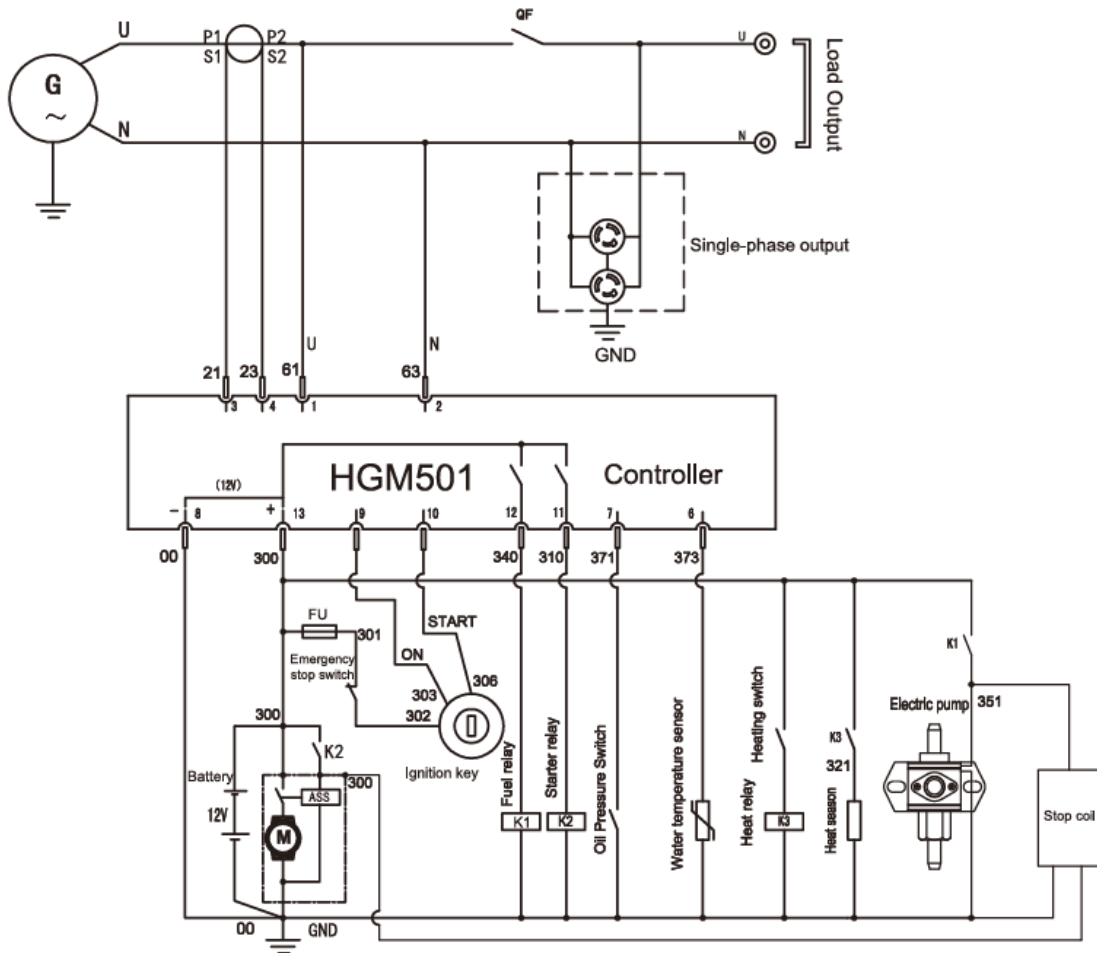 U
P1
P2
S1
S2
QF
U
Load Output
G
~
N
N
Single-phase output
GND
U
N
21
23
61
63
3
4
1
2
HGM501
Controller
(12V)
－
8
+
13
9
10
12
11
7
6
00
300
340
310
371
373
FU
301
START
ON
Emergency
stop switch
303
306
302
K1
Electric pump
351
300
K2
Ignition key
Fuel relay
Starter relay
Oil Pressure Switch
Water temperature sensor
Heating switch
Heat relay
K3
321
Heat season
Battery
12V
300
ASS
M
K1
K2
K3
Stop coil
00
GND